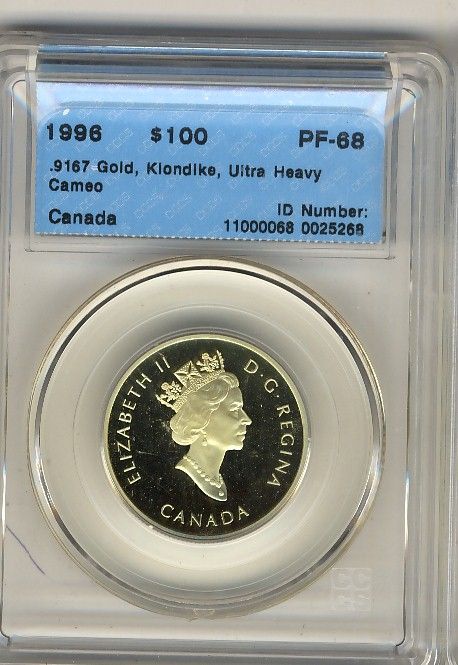 1996 $100 PF-68
.9167 Gold, Klondike, Ultra Heavy
Cameo
Canada ID Number:
11000068 0025268
ELIZABETH II D·G·REGINA
CANADA
CCCS